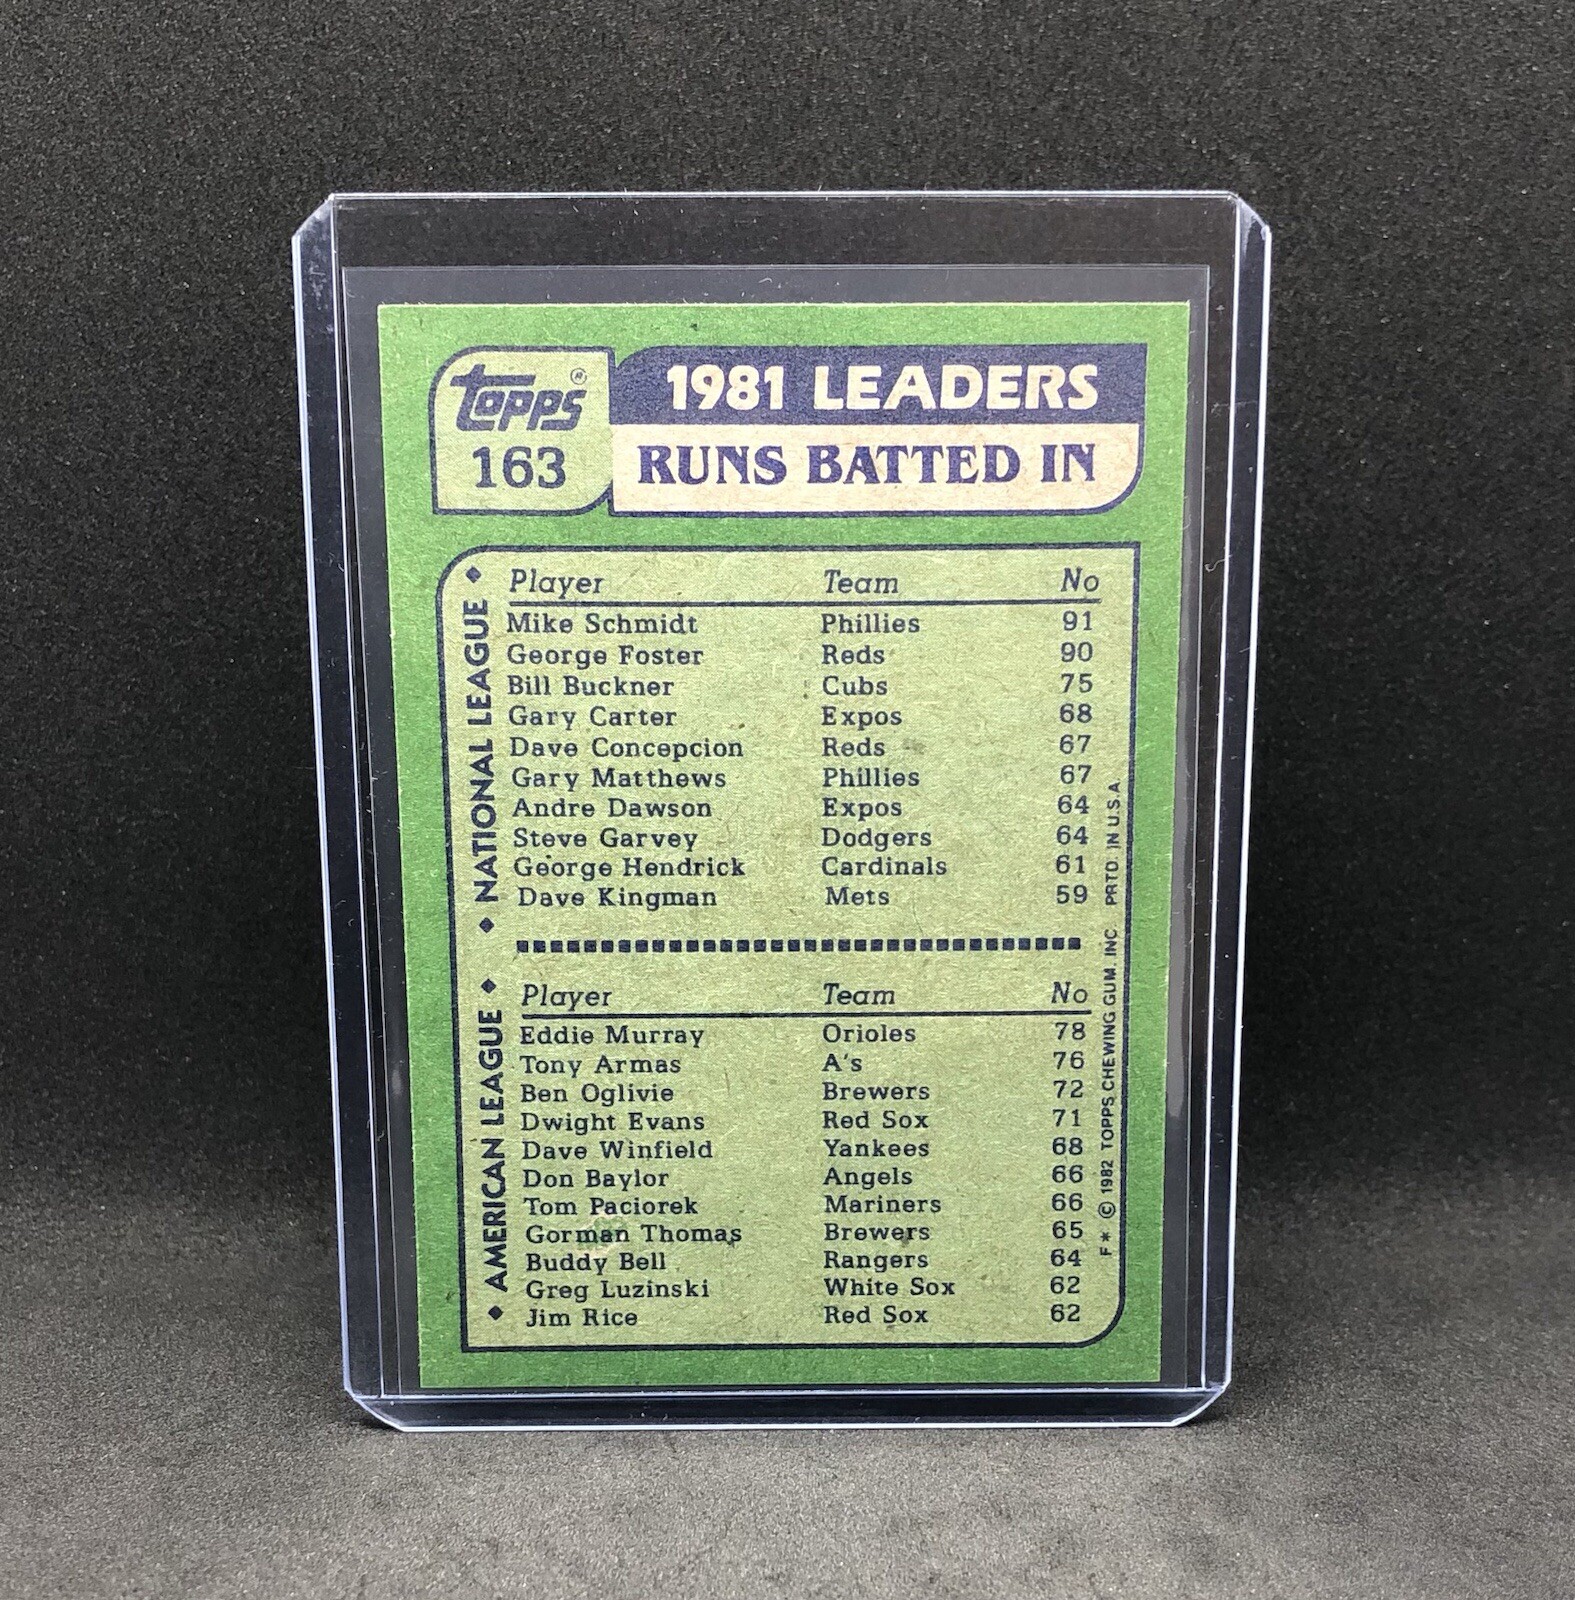 Topps®
163
1981 LEADERS
RUNS BATTED IN
◆ NATIONAL LEAGUE ◆
Player Team No
Mike Schmidt Phillies 91
George Foster Reds 90
Bill Buckner Cubs 75
Gary Carter Expos 68
Dave Concepcion Reds 67
Gary Matthews Phillies 67
Andre Dawson Expos 64
Steve Garvey Dodgers 64
George Hendrick Cardinals 61
Dave Kingman Mets 59
◆ AMERICAN LEAGUE ◆
Player Team No
Eddie Murray Orioles 78
Tony Armas A's 76
Ben Oglivie Brewers 72
Dwight Evans Red Sox 71
Dave Winfield Yankees 68
Don Baylor Angels 66
Tom Paciorek Mariners 66
Gorman Thomas Brewers 65
Buddy Bell Rangers 64
Greg Luzinski White Sox 62
Jim Rice Red Sox 62
F* © 1982 TOPPS CHEWING GUM. INC PRTD. IN U.S.A.